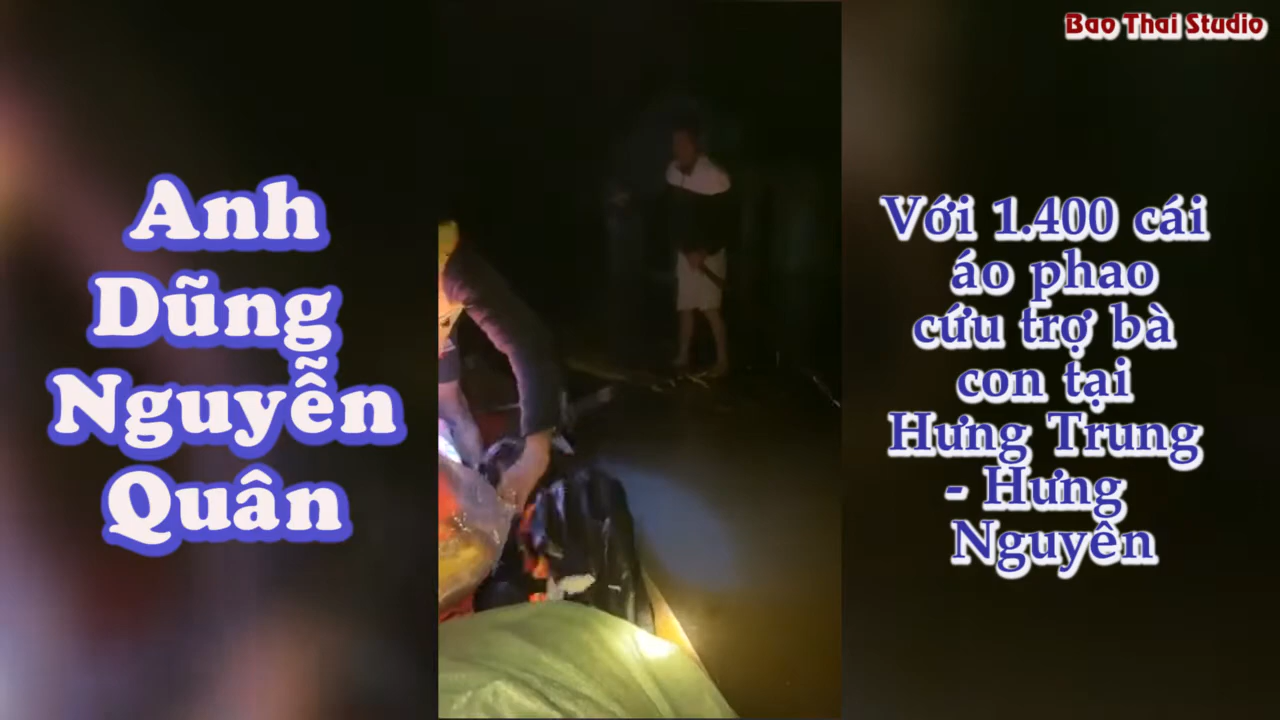 Bao Thai Studio
Anh
Dũng
Nguyễn
Quân
Với 1.400 cái
áo phao
cứu trợ bà
con tại
Hưng Trung
- Hưng
Nguyên